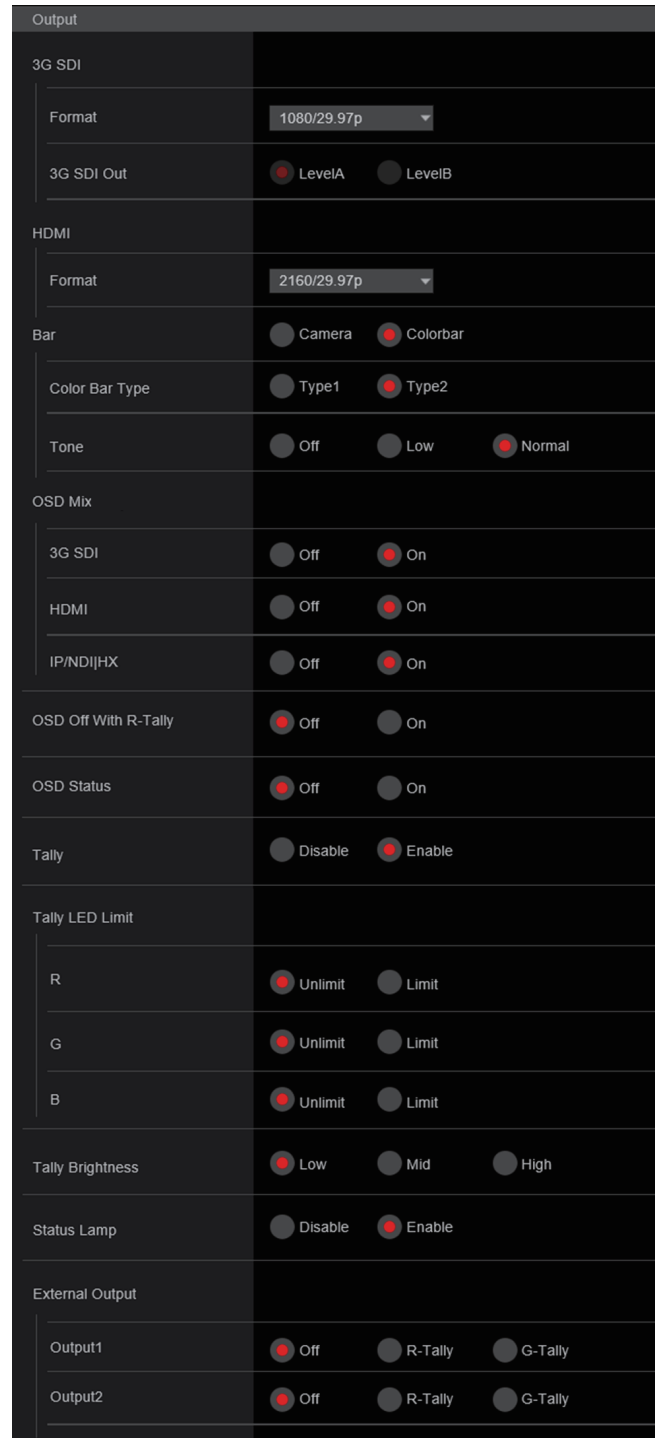 Output
3G SDI
Format 1080/29.97p
3G SDI Out LevelA LevelB
HDMI
Format 2160/29.97p
Bar Camera Colorbar
Color Bar Type Type1 Type2
Tone Off Low Normal
OSD Mix
3G SDI Off On
HDMI Off On
IP/NDI|HX Off On
OSD Off With R-Tally Off On
OSD Status Off On
Tally Disable Enable
Tally LED Limit
R Unlimit Limit
G Unlimit Limit
B Unlimit Limit
Tally Brightness Low Mid High
Status Lamp Disable Enable
External Output
Output1 Off R-Tally G-Tally
Output2 Off R-Tally G-Tally